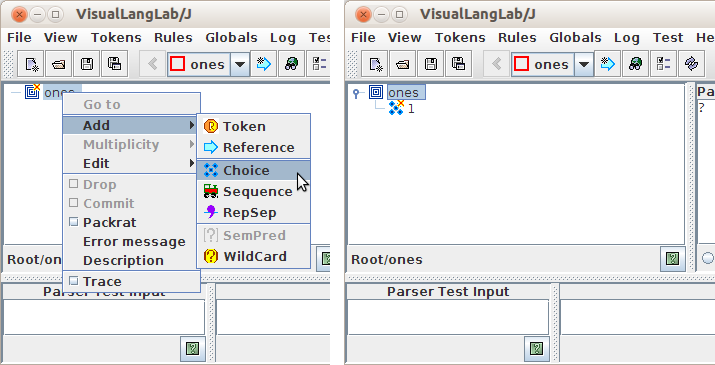 VisualLangLab/J
File View Tokens Rules Globals Log Test
ones
ones
Go to
Add
Multiplicity
Edit
Drop
Commit
Packrat
Error message
Description
Trace
Token
Reference
Choice
Sequence
RepSep
SemPred
WildCard
Root/on
Parser Test Input
VisualLangLab/J
File View Tokens Rules Globals Log Test He
ones
ones
1
Pa
?
Root/ones
Parser Test Input